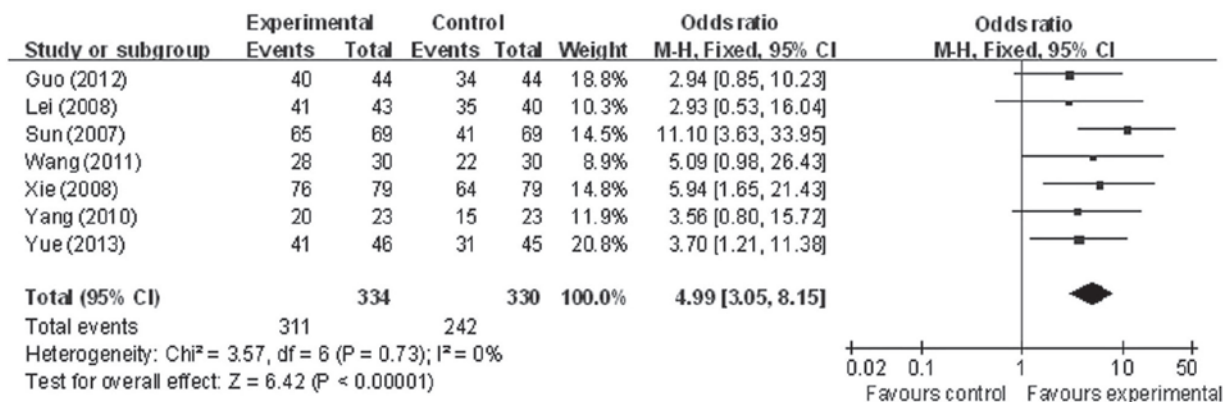 Experimental Control Odds ratio Odds ratio
Study or subgroup Events Total Events Total Weight M-H, Fixed, 95% CI M-H, Fixed, 95% CI
Guo (2012) 40 44 34 44 18.8% 2.94 [0.85, 10.23]
Lei (2008) 41 43 35 40 10.3% 2.93 [0.53, 16.04]
Sun (2007) 65 69 41 69 14.5% 11.10 [3.63, 33.95]
Wang (2011) 28 30 22 30 8.9% 5.09 [0.98, 26.43]
Xie (2008) 76 79 64 79 14.8% 5.94 [1.65, 21.43]
Yang (2010) 20 23 15 23 11.9% 3.56 [0.80, 15.72]
Yue (2013) 41 46 31 45 20.8% 3.70 [1.21, 11.38]
Total (95% CI) 334 330 100.0% 4.99 [3.05, 8.15]
Total events 311 242
Heterogeneity: Chi² = 3.57, df = 6 (P = 0.73); I² = 0%
Test for overall effect: Z = 6.42 (P < 0.00001)
0.02 0.1 1 10 50
Favours control Favours experimental